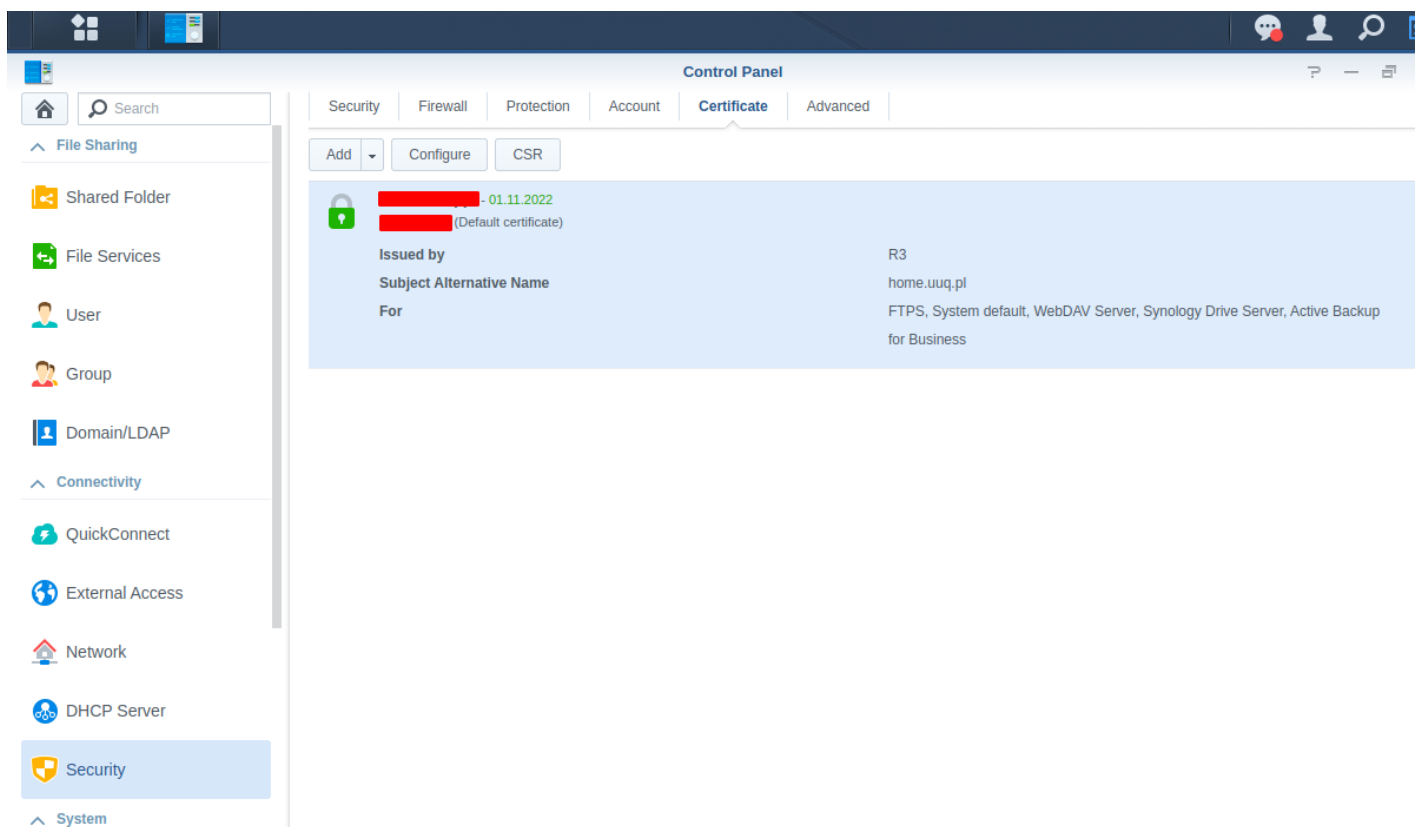 Control Panel
Search
Security Firewall Protection Account Certificate Advanced
File Sharing
Add Configure CSR
Shared Folder
File Services
User
Group
Domain/LDAP
Connectivity
QuickConnect
External Access
Network
DHCP Server
Security
System
- 01.11.2022
(Default certificate)
Issued by R3
Subject Alternative Name home.uuq.pl
For FTPS, System default, WebDAV Server, Synology Drive Server, Active Backup
for Business